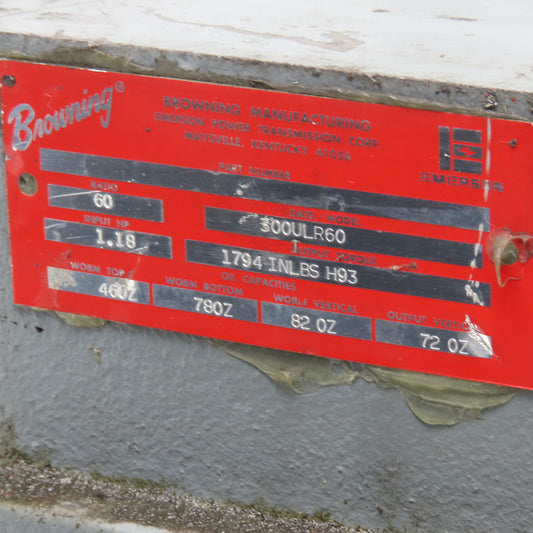 Browning®
BROWNING MANUFACTURING
EMERSON POWER TRANSMISSION CORP.
MAYSVILLE, KENTUCKY 41056
EMERSON
PART NUMBER
RATIO
60
SIZE / MODEL
300ULR60
INPUT HP
1.18
OUTPUT TORQUE
1794 INLBS H93
OIL CAPACITIES
WORM TOP
46OZ
WORM BOTTOM
78OZ
WORM VERTICAL
82 OZ
OUTPUT VERTICAL
72 OZ